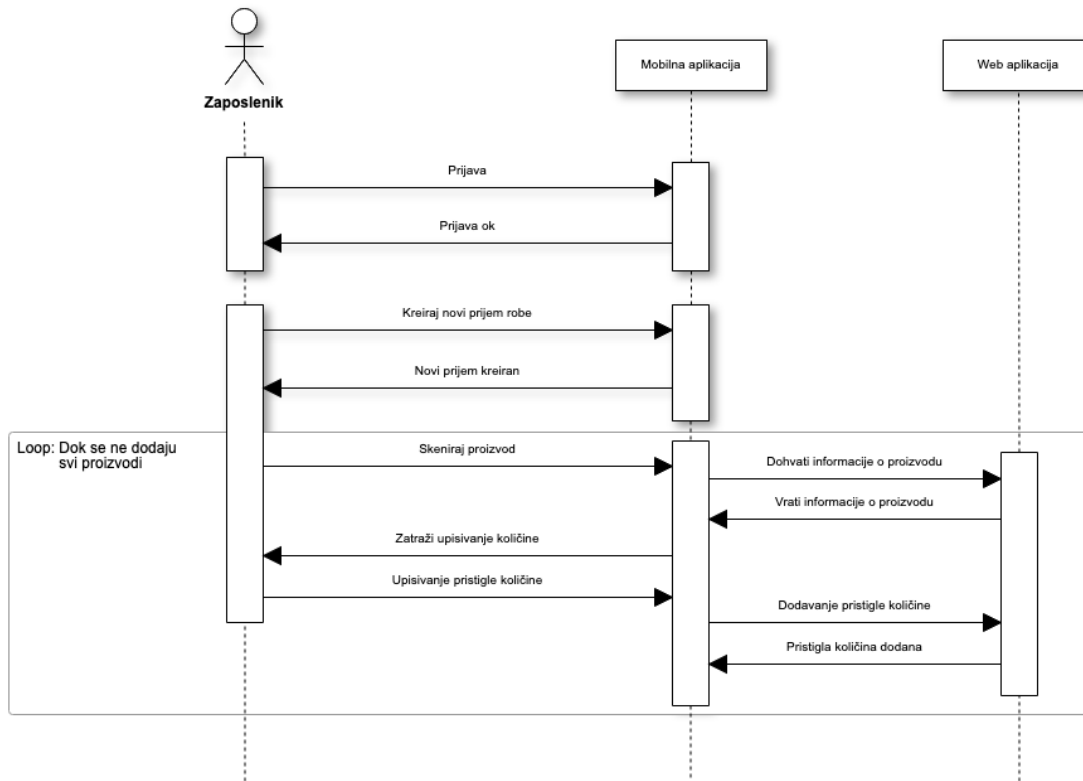 Mobilna aplikacija
Web aplikacija
Zaposlenik
Prijava
Prijava ok
Kreiraj novi prijem robe
Novi prijem kreiran
Loop: Dok se ne dodaju
svi proizvodi
Skeniraj proizvod
Dohvati informacije o proizvodu
Vrati informacije o proizvodu
Zatraži upisivanje količine
Upisivanje pristigle količine
Dodavanje pristigle količine
Pristigla količina dodana